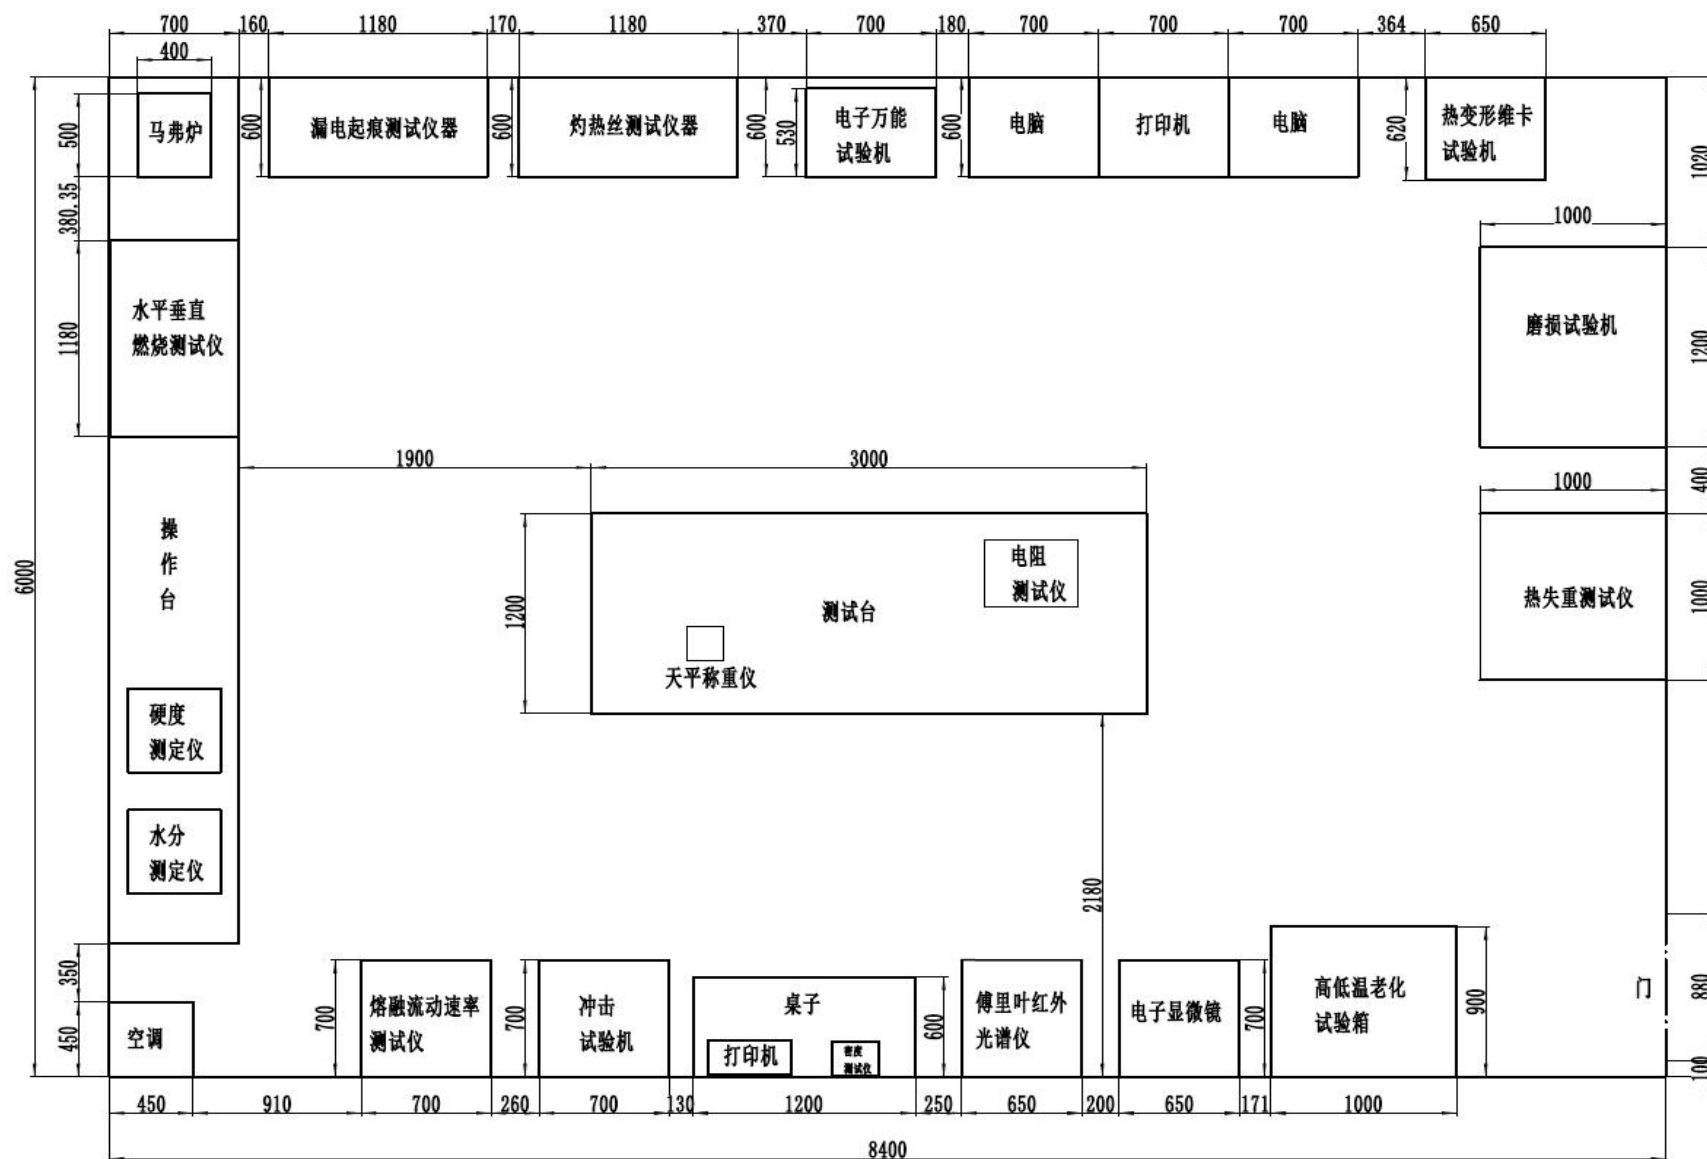 700 160 1180 170 1180 370 700 180 700 700 700 364 650
400
马弗炉
500
600
漏电起痕测试仪器
600
灼热丝测试仪器
600
530
电子万能
试验机
600
电脑
打印机
电脑
620
热变形维卡
试验机
1020
380.35
1000
水平垂直
燃烧测试仪
1180
磨损试验机
1200
1900
3000
400
1000
操
作
台
6000
1200
电阻
测试仪
测试台
天平称重仪
热失重测试仪
1000
硬度
测定仪
水分
测定仪
2180
350
450
空调
700
熔融流动速率
测试仪
700
冲击
试验机
桌子
打印机
密度
测试仪
600
傅里叶红外
光谱仪
电子显微镜
700
高低温老化
试验箱
900
门
880
100
450 910 700 260 700 130 1200 250 650 200 650 171 1000
8400